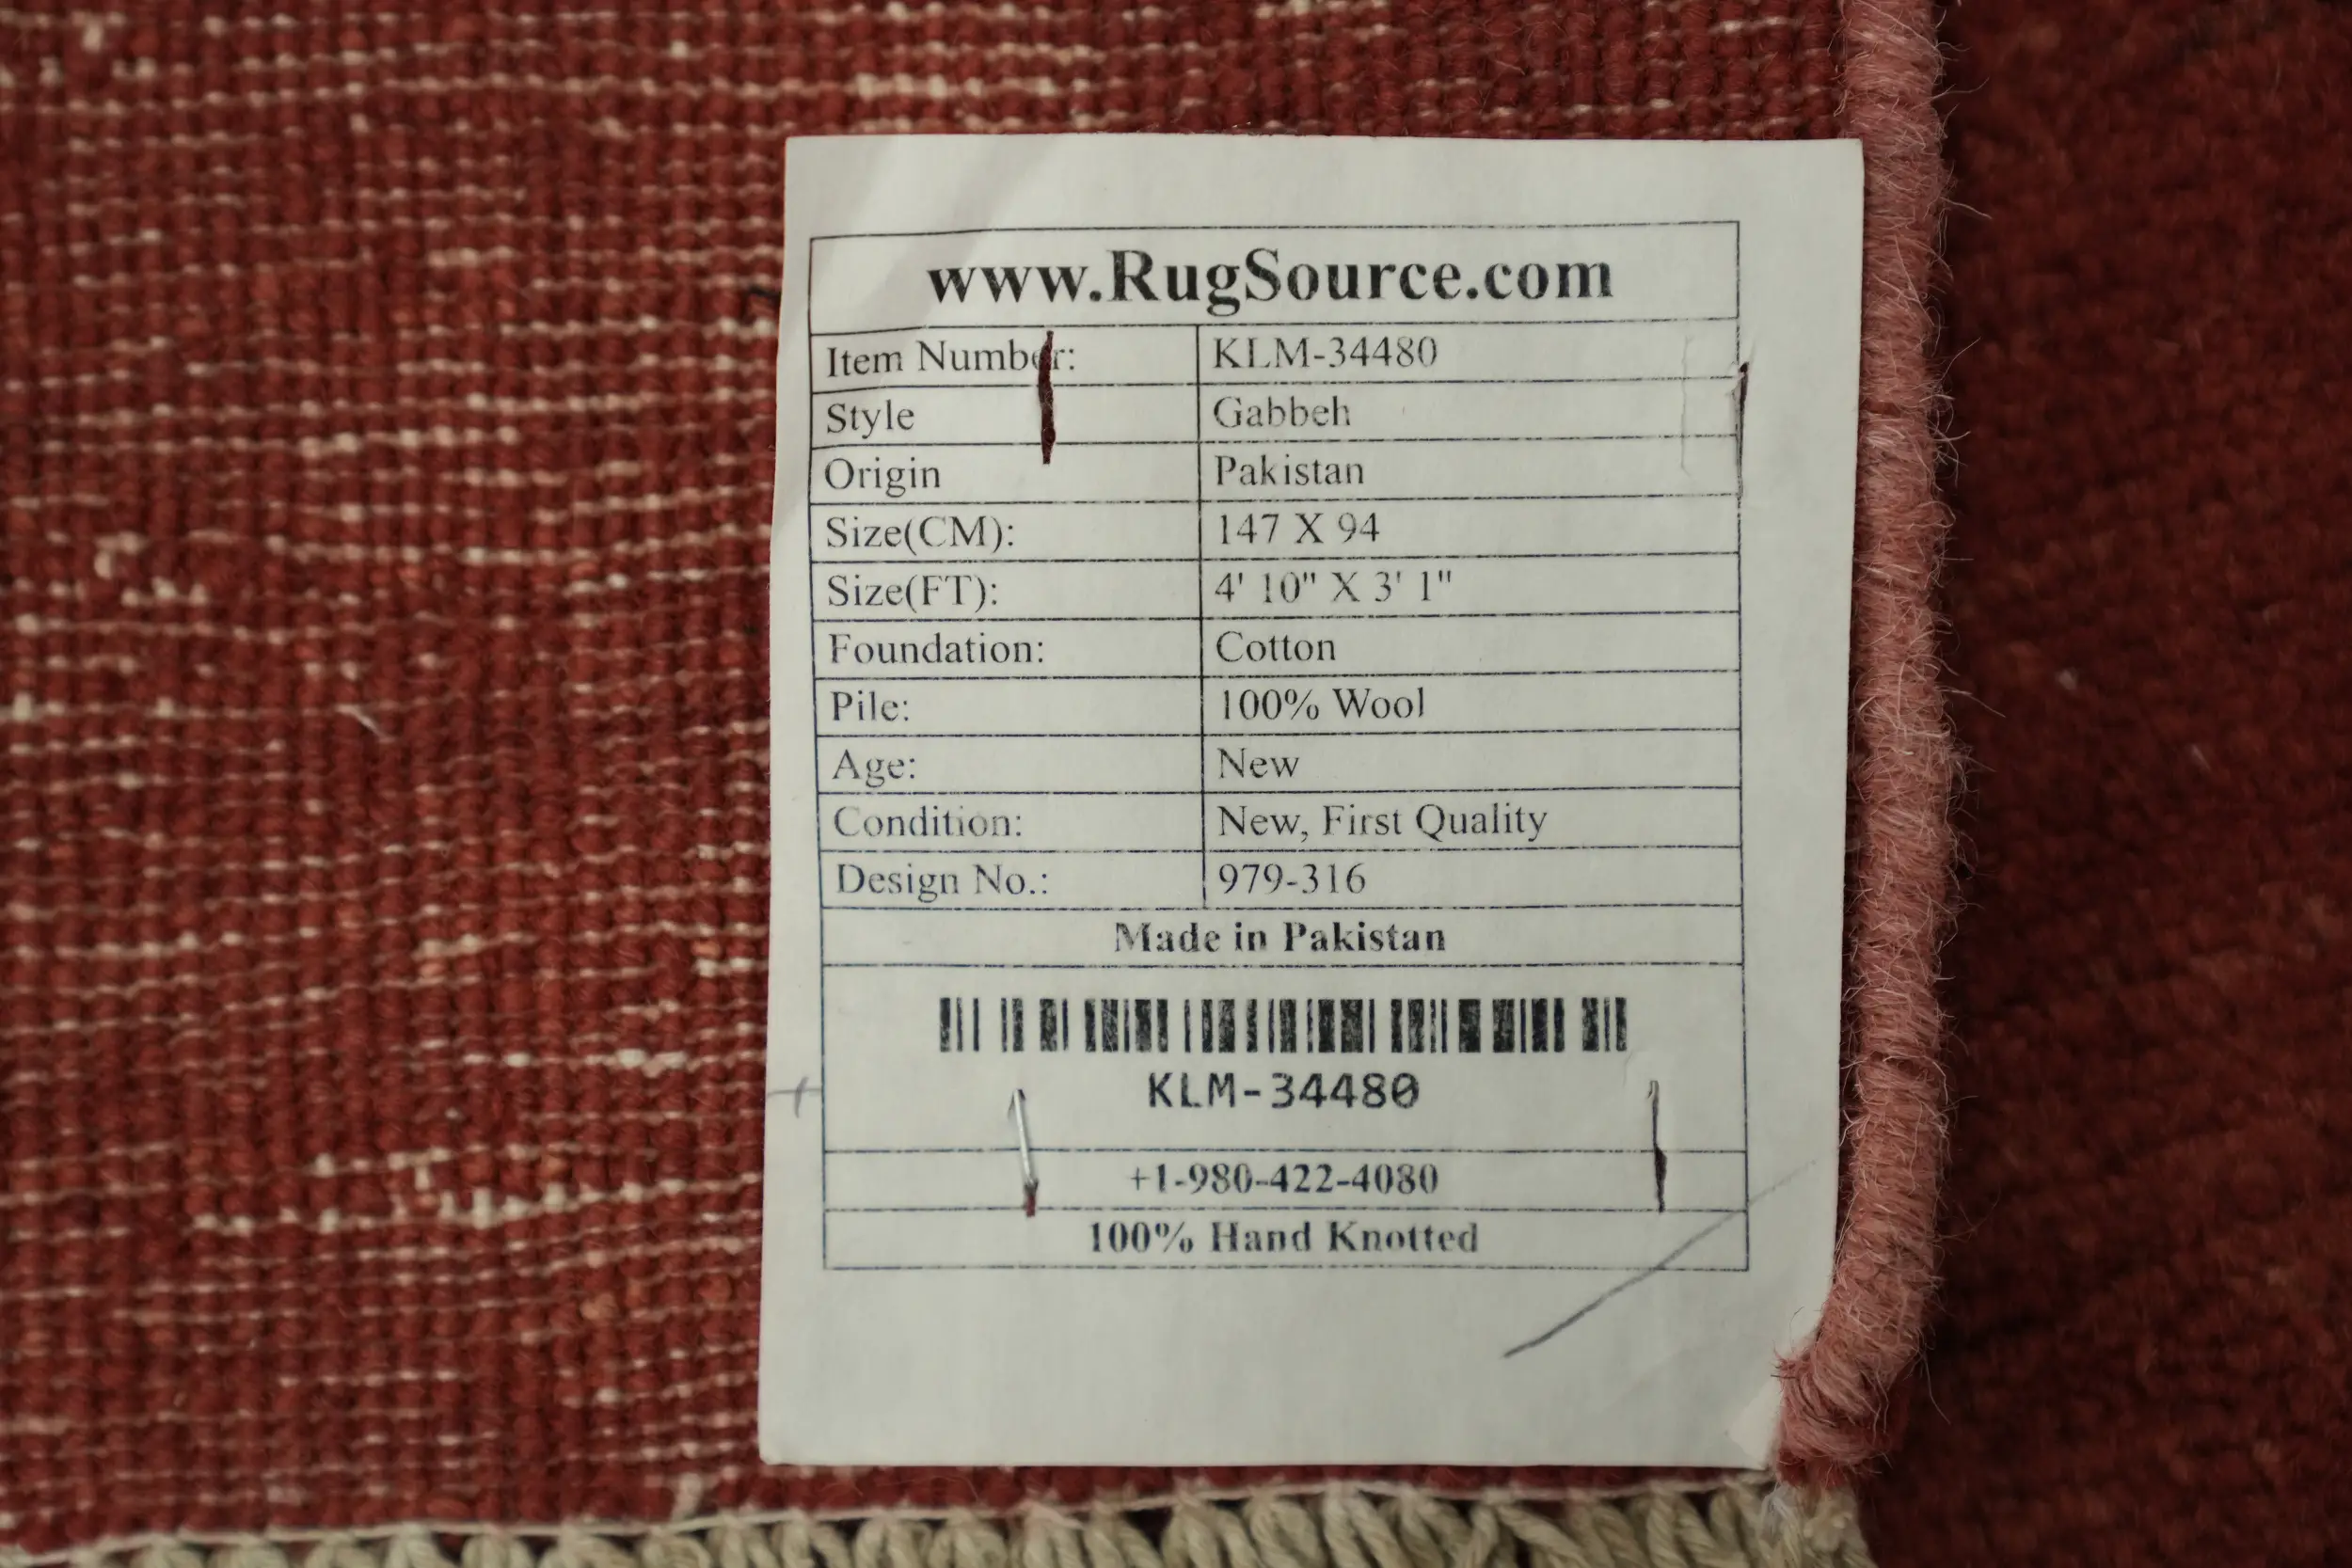 www.RugSource.com
Item Number: KLM-34480
Style Gabbeh
Origin Pakistan
Size(CM): 147 X 94
Size(FT): 4' 10" X 3' 1"
Foundation: Cotton
Pile: 100% Wool
Age: New
Condition: New, First Quality
Design No.: 979-316
Made in Pakistan
KLM-34480
+1-980-422-4080
100% Hand Knotted